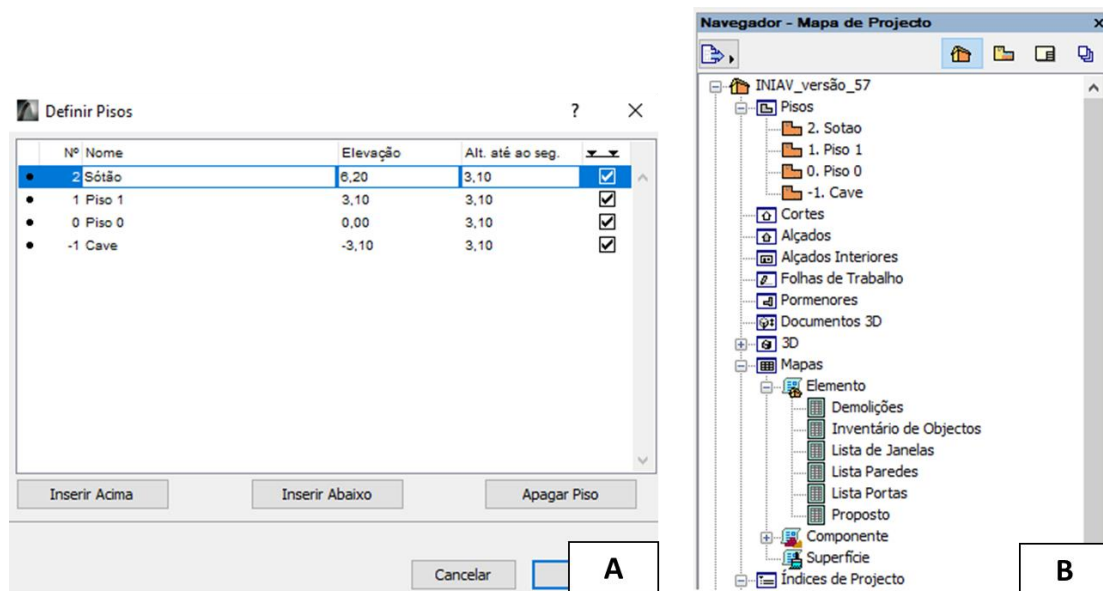 Definir Pisos ? ×
Nº Nome Elevação Alt. até ao seg.
2 Sótão 6,20 3,10
1 Piso 1 3,10 3,10
0 Piso 0 0,00 3,10
-1 Cave -3,10 3,10
Inserir Acima Inserir Abaixo Apagar Piso
Cancelar
A
Navegador - Mapa de Projecto x
INIAV_versão_57
Pisos
2. Sotao
1. Piso 1
0. Piso 0
-1. Cave
Cortes
Alçados
Alçados Interiores
Folhas de Trabalho
Pormenores
Documentos 3D
3D
Mapas
Elemento
Demolições
Inventário de Objectos
Lista de Janelas
Lista Paredes
Lista Portas
Proposto
Componente
Superfície
Índices de Projecto
B